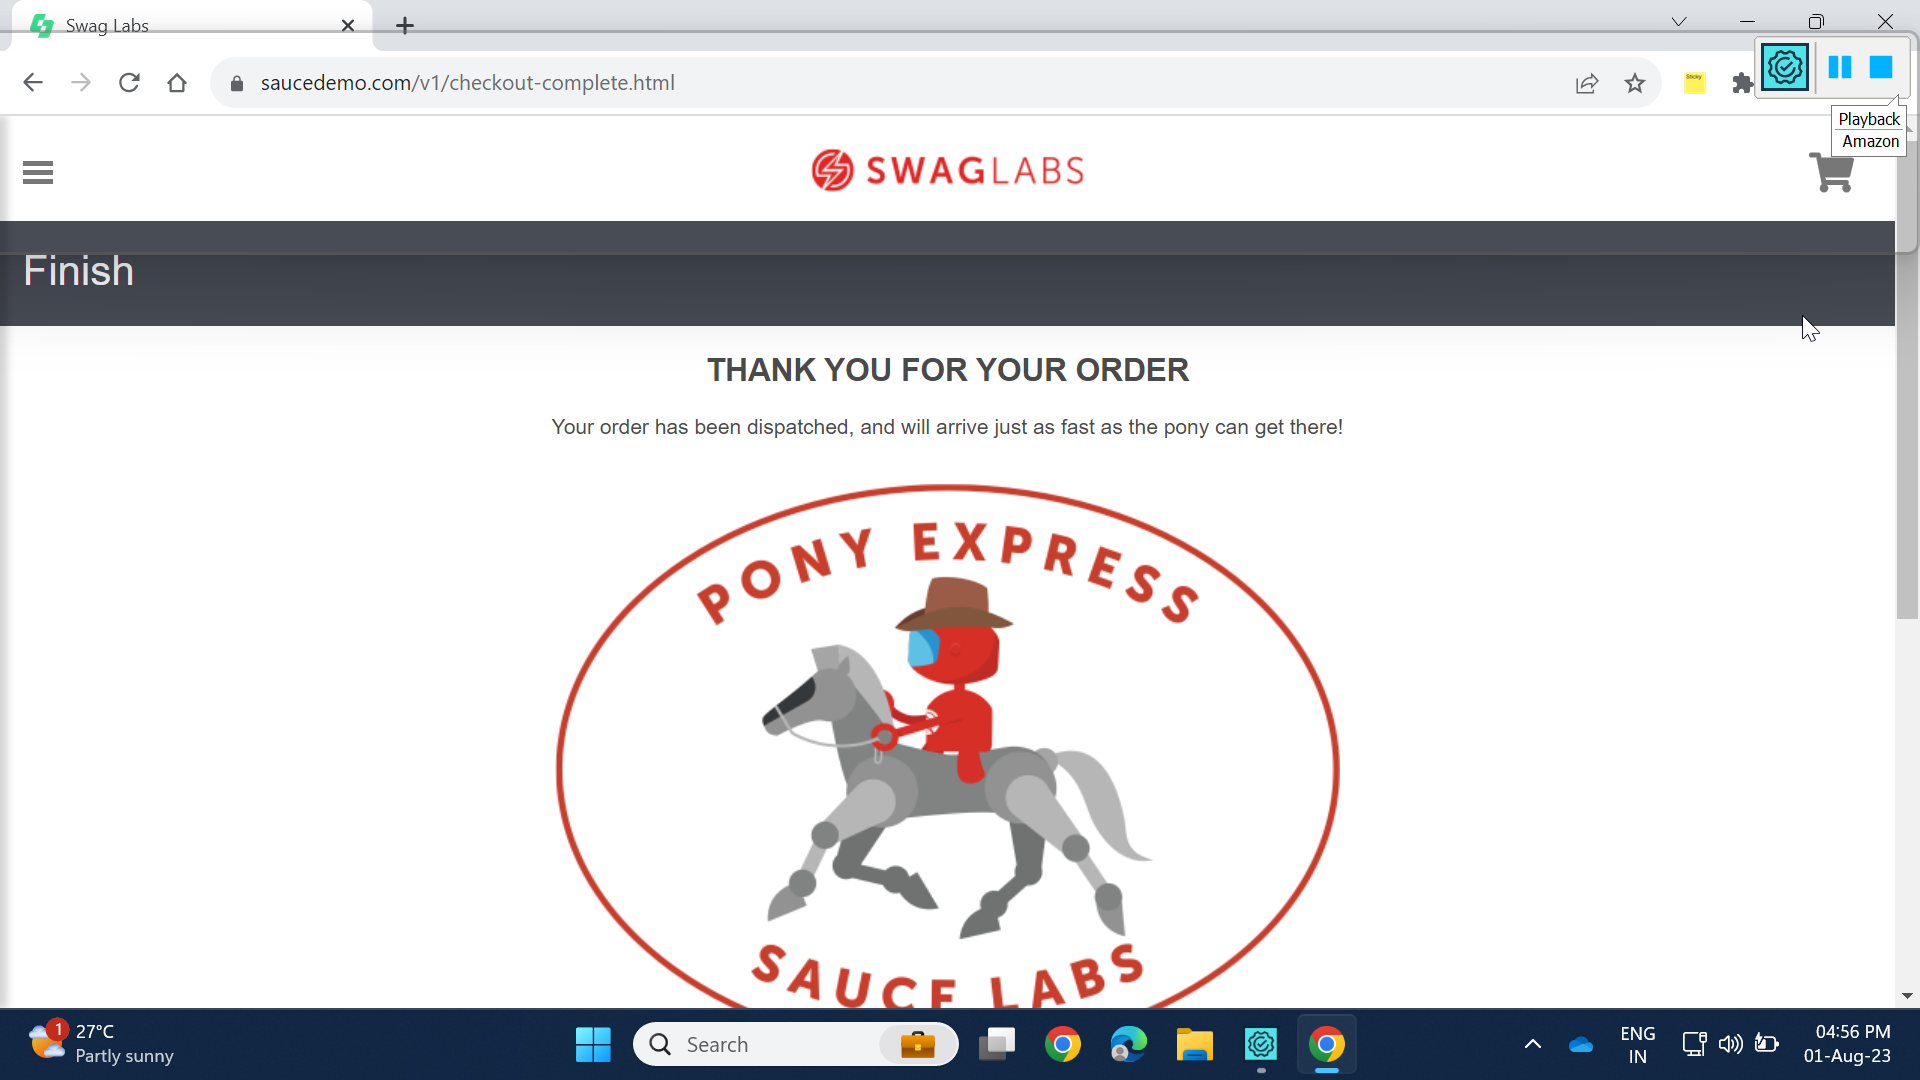 Swag Labs
saucedemo.com/v1/checkout-complete.html
Sticky
Playback
Amazon
SWAGLABS
Finish
THANK YOU FOR YOUR ORDER
Your order has been dispatched, and will arrive just as fast as the pony can get there!
PONY EXPRESS
SAUCE LABS
1
27°C
Partly sunny
Search
ENG
IN
04:56 PM
01-Aug-23